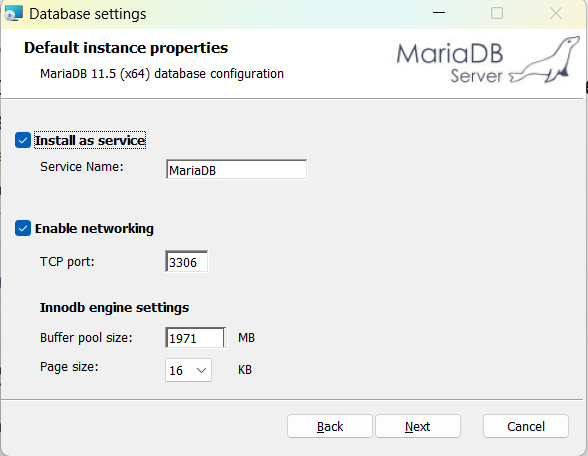 Database settings
Default instance properties
MariaDB 11.5 (x64) database configuration
MariaDB
Server
Install as service
Service Name: MariaDB
Enable networking
TCP port: 3306
Innodb engine settings
Buffer pool size: 1971 MB
Page size: 16 KB
Back Next Cancel